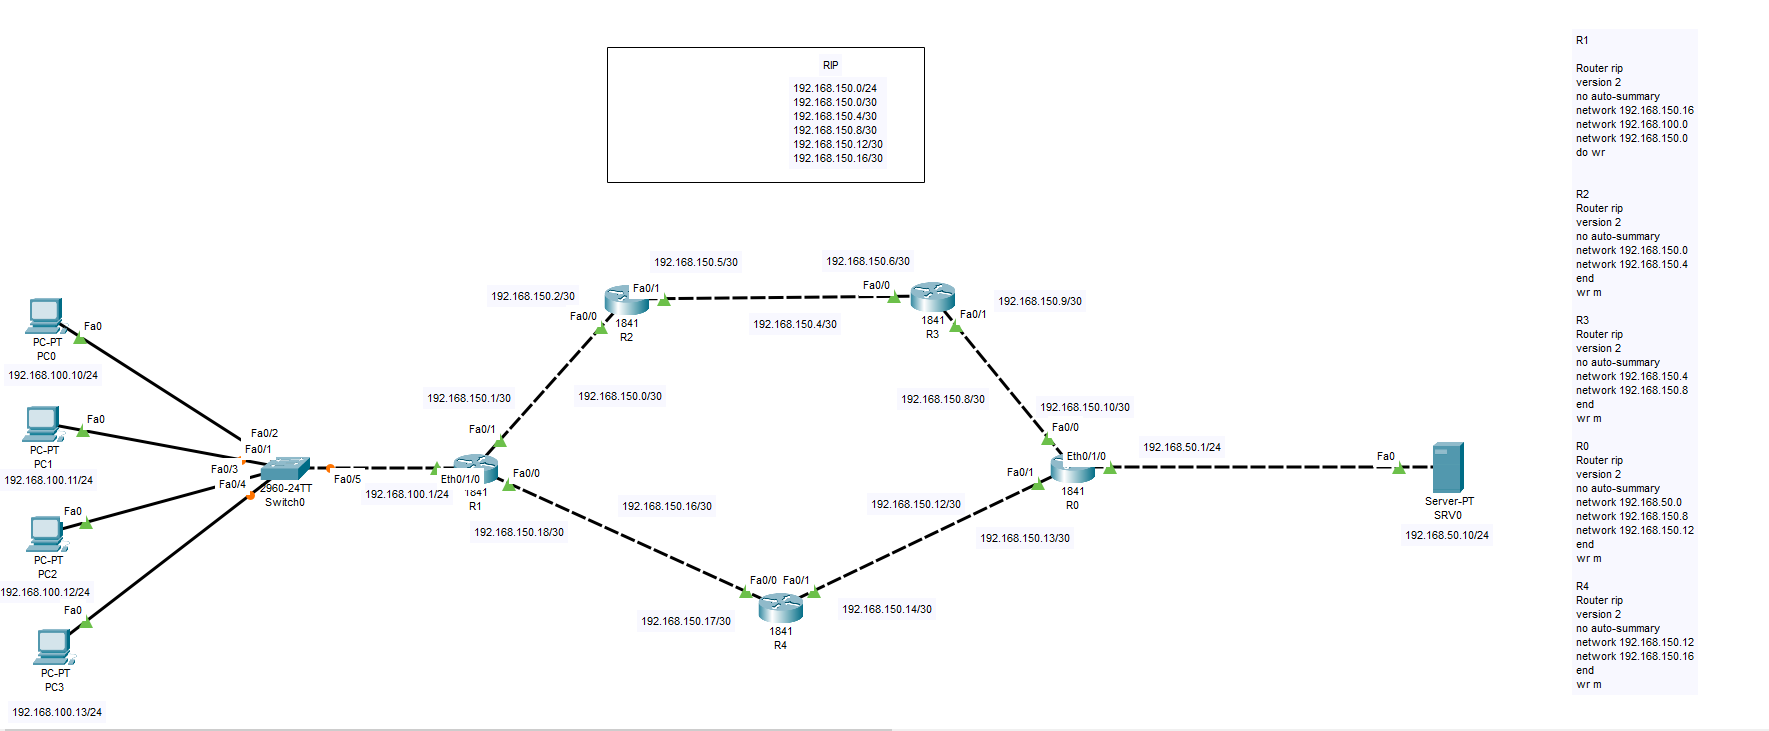 RIP
192.168.150.0/24
192.168.150.0/30
192.168.150.4/30
192.168.150.8/30
192.168.150.12/30
192.168.150.16/30
192.168.150.5/30
192.168.150.6/30
192.168.150.2/30
Fa0/1
Fa0/0
192.168.150.9/30
Fa0/0
1841
R2
192.168.150.4/30
1841
R3
Fa0/1
Fa0
PC-PT
PC0
192.168.100.10/24
192.168.150.1/30
192.168.150.0/30
192.168.150.8/30
192.168.150.10/30
Fa0
PC-PT
PC1
192.168.100.11/24
Fa0/2
Fa0/1
Fa0/3
Fa0/4
2960-24TT
Switch0
Fa0/5
192.168.100.1/24
Fa0/1
Eth0/1/0
1841
R1
Fa0/0
192.168.150.18/30
192.168.150.16/30
Fa0/0
Eth0/1/0
Fa0/1
1841
R0
192.168.150.12/30
192.168.150.13/30
192.168.50.1/24
Fa0
Server-PT
SRV0
192.168.50.10/24
Fa0
PC-PT
PC2
192.168.100.12/24
Fa0
PC-PT
PC3
192.168.100.13/24
Fa0/0
Fa0/1
192.168.150.17/30
192.168.150.14/30
1841
R4
R1
Router rip
version 2
no auto-summary
network 192.168.150.16
network 192.168.100.0
network 192.168.150.0
do wr
R2
Router rip
version 2
no auto-summary
network 192.168.150.0
network 192.168.150.4
end
wr m
R3
Router rip
version 2
no auto-summary
network 192.168.150.4
network 192.168.150.8
end
wr m
R0
Router rip
version 2
no auto-summary
network 192.168.50.0
network 192.168.150.8
network 192.168.150.12
end
wr m
R4
Router rip
version 2
no auto-summary
network 192.168.150.12
network 192.168.150.16
end
wr m